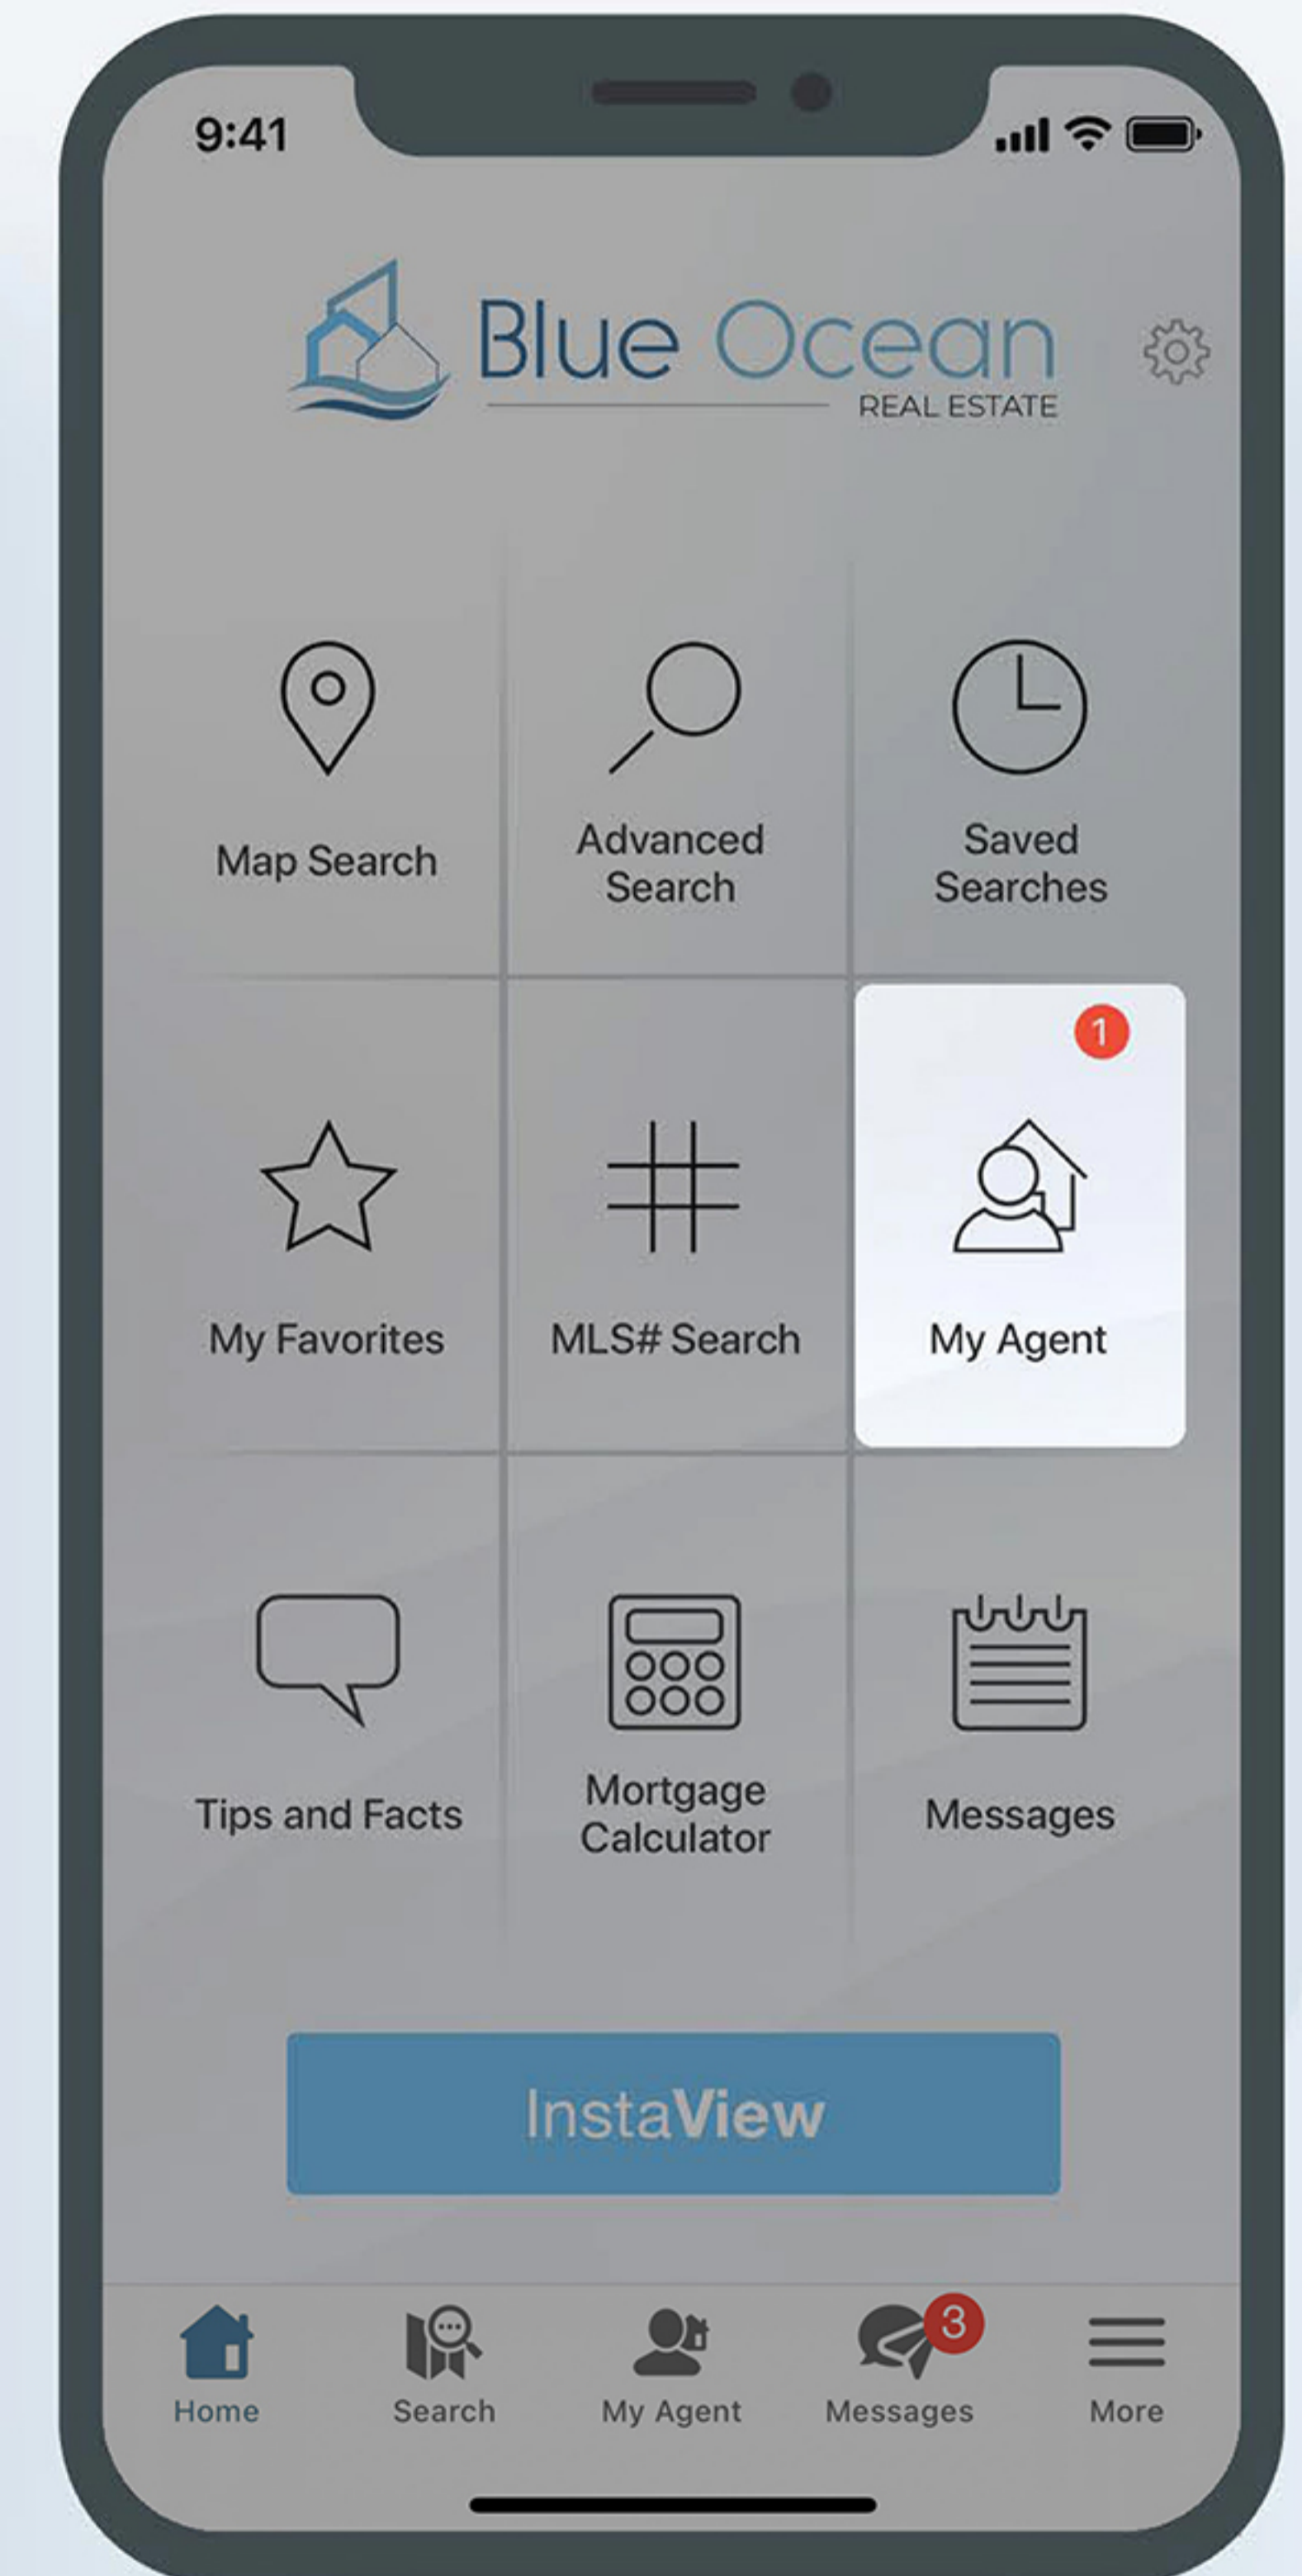 9:41
Blue Ocean
REAL ESTATE
Map Search
Advanced
Search
Saved
Searches
My Favorites
MLS# Search
1
My Agent
Tips and Facts
Mortgage
Calculator
Messages
InstaView
Home
Search
My Agent
3
Messages
More